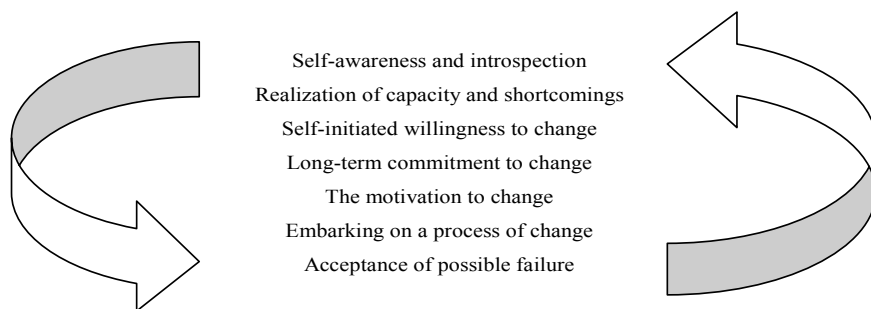 Self-awareness and introspection
Realization of capacity and shortcomings
Self-initiated willingness to change
Long-term commitment to change
The motivation to change
Embarking on a process of change
Acceptance of possible failure